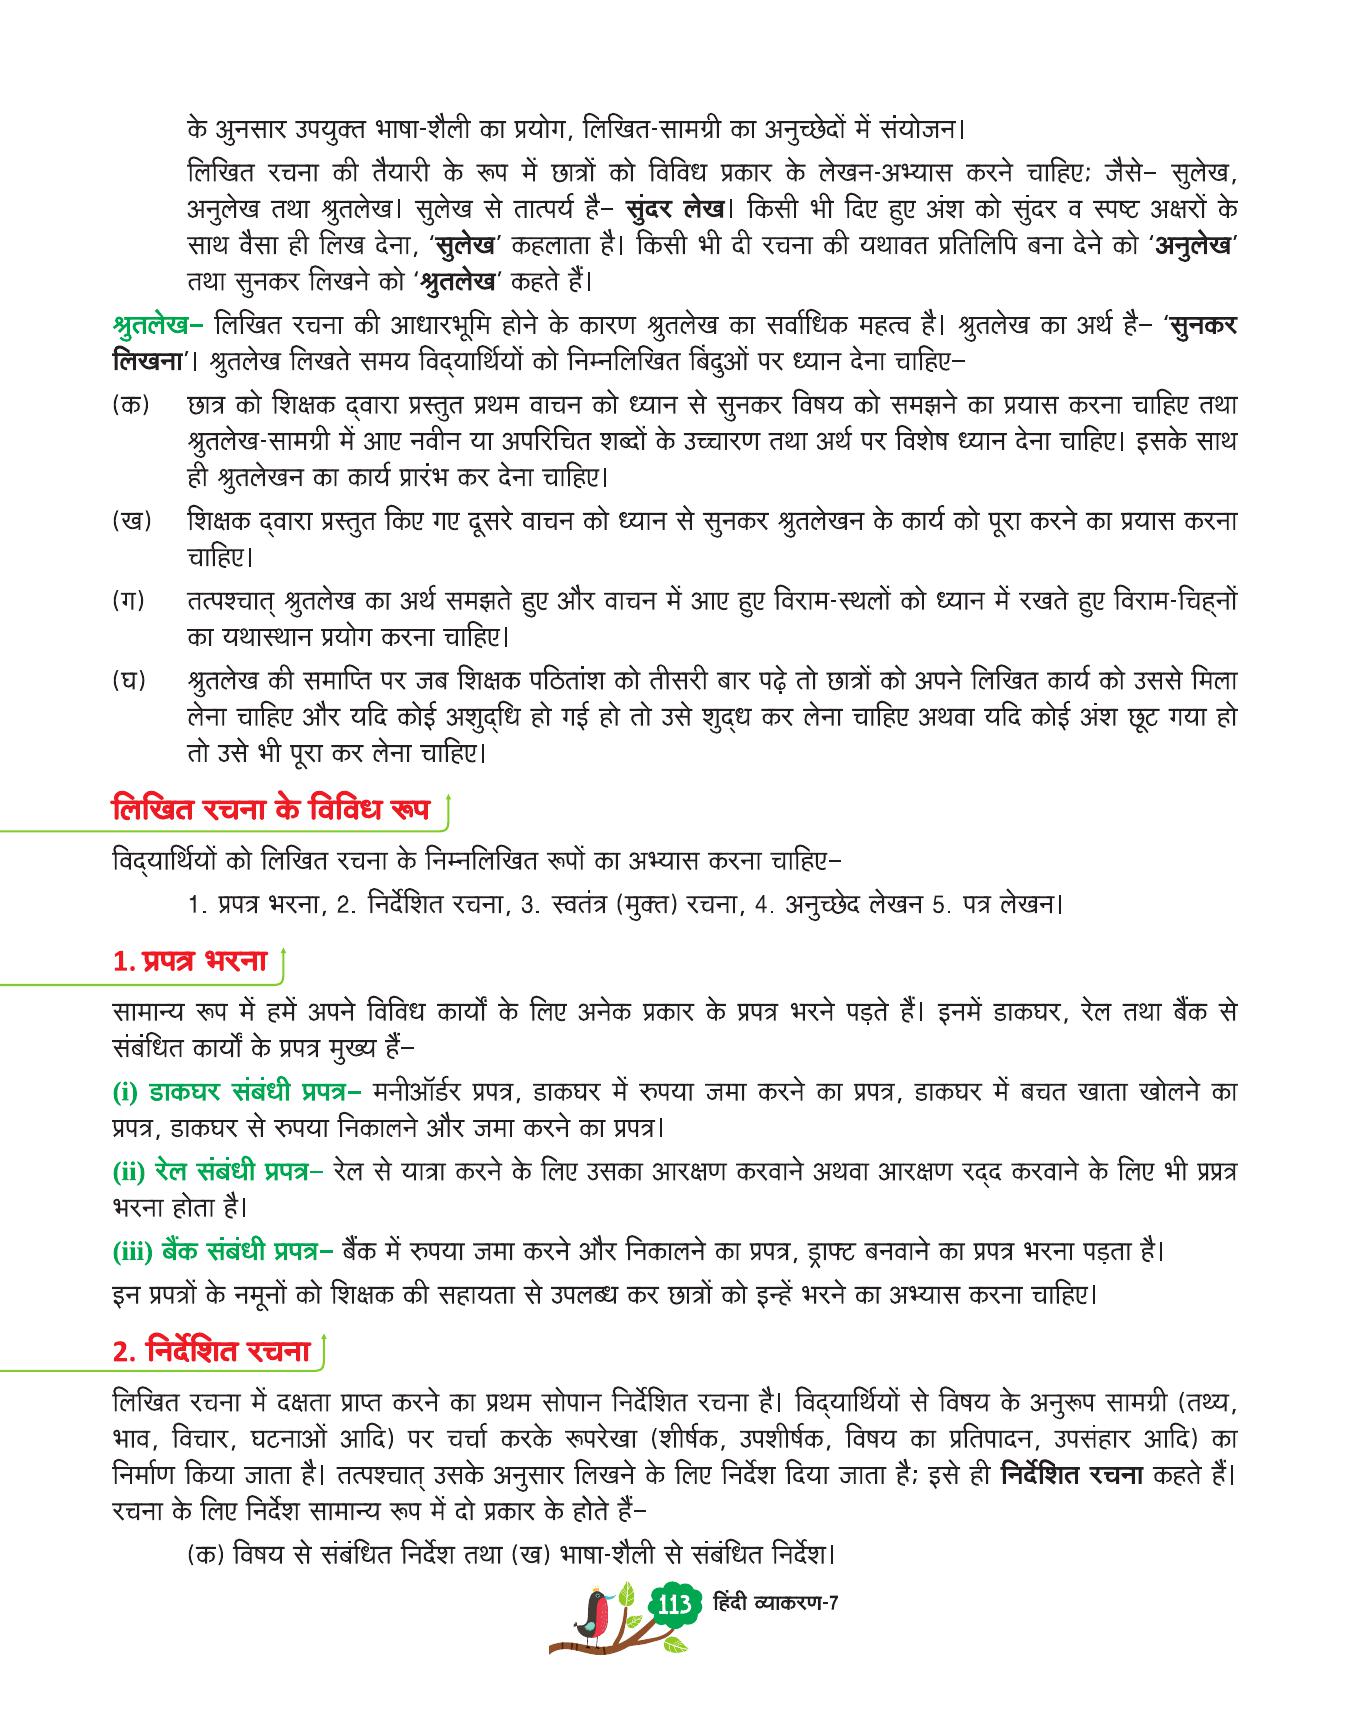 के अुनसार उपयुक्त भाषा-शैली का प्रयोग, लिखित-सामग्री का अनुच्छेदों में संयोजन।
लिखित रचना की तैयारी के रूप में छात्रों को विविध प्रकार के लेखन-अभ्यास करने चाहिए; जैसे– सुलेख,
अनुलेख तथा श्रुतलेख। सुलेख से तात्पर्य है– सुंदर लेख। किसी भी दिए हुए अंश को सुंदर व स्पष्ट अक्षरों के
साथ वैसा ही लिख देना, ‘सुलेख’ कहलाता है। किसी भी दी रचना की यथावत प्रतिलिपि बना देने को ‘अनुलेख’
तथा सुनकर लिखने को ‘श्रुतलेख’ कहते हैं।
श्रुतलेख– लिखित रचना की आधारभूमि होने के कारण श्रुतलेख का सर्वाधिक महत्व है। श्रुतलेख का अर्थ है– ‘सुनकर
लिखना’। श्रुतलेख लिखते समय विद्‌यार्थियों को निम्नलिखित बिंदुओं पर ध्यान देना चाहिए–
(क) छात्र को शिक्षक द्‌वारा प्रस्तुत प्रथम वाचन को ध्यान से सुनकर विषय को समझने का प्रयास करना चाहिए तथा
श्रुतलेख-सामग्री में आए नवीन या अपरिचित शब्दों के उच्चारण तथा अर्थ पर विशेष ध्यान देना चाहिए। इसके साथ
ही श्रुतलेखन का कार्य प्रारंभ कर देना चाहिए।
(ख) शिक्षक द्‌वारा प्रस्तुत किए गए दूसरे वाचन को ध्यान से सुनकर श्रुतलेखन के कार्य को पूरा करने का प्रयास करना
चाहिए।
(ग) तत्पश्चात् श्रुतलेख का अर्थ समझते हुए और वाचन में आए हुए विराम-स्थलों को ध्यान में रखते हुए विराम-चिह्‌नों
का यथास्थान प्रयोग करना चाहिए।
(घ) श्रुतलेख की समाप्ति पर जब शिक्षक पठितांश को तीसरी बार पढ़े तो छात्रों को अपने लिखित कार्य को उससे मिला
लेना चाहिए और यदि कोई अशुद्‌धि हो गई हो तो उसे शुद्‌ध कर लेना चाहिए अथवा यदि कोई अंश छूट गया हो
तो उसे भी पूरा कर लेना चाहिए।
लिखित रचना के विविध रूप
विद्‌यार्थियों को लिखित रचना के निम्नलिखित रूपों का अभ्यास करना चाहिए–
1. प्रपत्र भरना, 2. निर्देशित रचना, 3. स्वतंत्र (मुक्त) रचना, 4. अनुच्छेद लेखन 5. पत्र लेखन।
1. प्रपत्र भरना
सामान्य रूप में हमें अपने विविध कार्यों के लिए अनेक प्रकार के प्रपत्र भरने पड़ते हैं। इनमें डाकघर, रेल तथा बैंक से
संबंधित कार्यों के प्रपत्र मुख्य हैं–
(i) डाकघर संबंधी प्रपत्र– मनीऑर्डर प्रपत्र, डाकघर में रुपया जमा करने का प्रपत्र, डाकघर में बचत खाता खोलने का
प्रपत्र, डाकघर से रुपया निकालने और जमा करने का प्रपत्र।
(ii) रेल संबंधी प्रपत्र– रेल से यात्रा करने के लिए उसका आरक्षण करवाने अथवा आरक्षण रद्‌द करवाने के लिए भी प्रप्रत्र
भरना होता है।
(iii) बैंक संबंधी प्रपत्र– बैंक में रुपया जमा करने और निकालने का प्रपत्र, ड्राफ्ट बनवाने का प्रपत्र भरना पड़ता है।
इन प्रपत्रों के नमूनों को शिक्षक की सहायता से उपलब्ध कर छात्रों को इन्हें भरने का अभ्यास करना चाहिए।
2. निर्देशित रचना
लिखित रचना में दक्षता प्राप्त करने का प्रथम सोपान निर्देशित रचना है। विद्‌यार्थियों से विषय के अनुरूप सामग्री (तथ्य,
भाव, विचार, घटनाओं आदि) पर चर्चा करके रूपरेखा (शीर्षक, उपशीर्षक, विषय का प्रतिपादन, उपसंहार आदि) का
निर्माण किया जाता है। तत्पश्चात् उसके अनुसार लिखने के लिए निर्देश दिया जाता है; इसे ही निर्देशित रचना कहते हैं।
रचना के लिए निर्देश सामान्य रूप में दो प्रकार के होते हैं–
(क) विषय से संबंधित निर्देश तथा (ख) भाषा-शैली से संबंधित निर्देश।
113 हिंदी व्याकरण-7